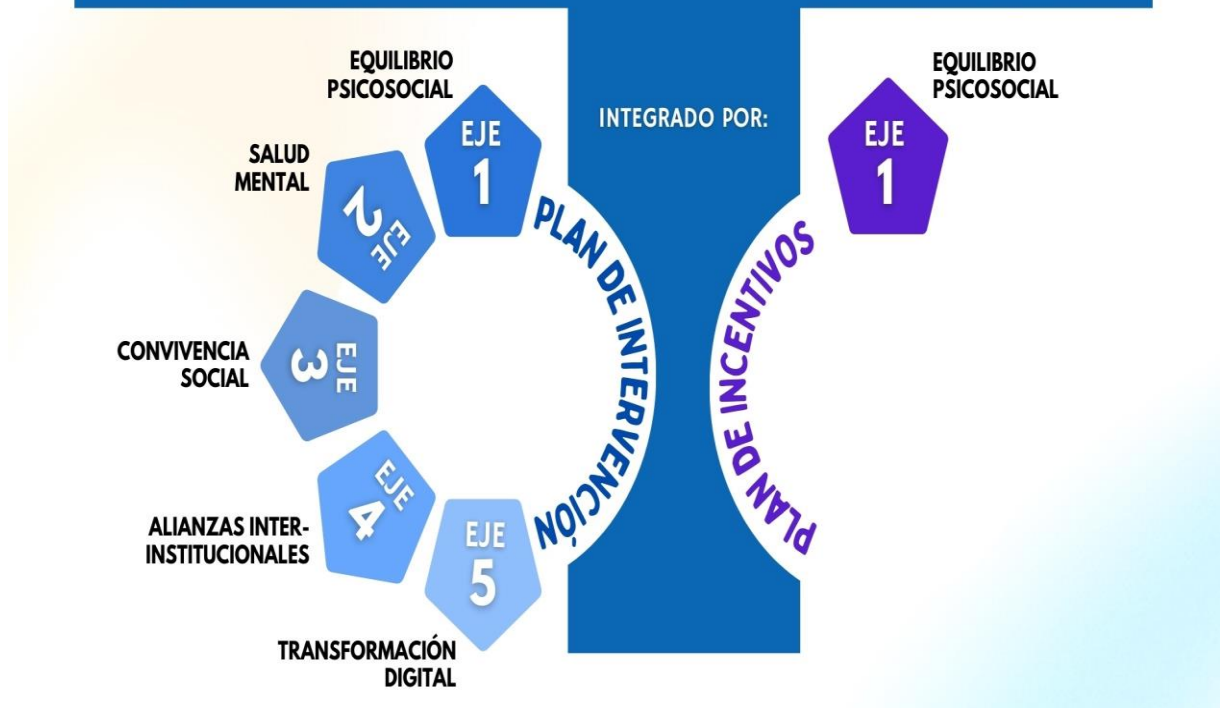 EQUILIBRIO
PSICOSOCIAL
EJE
1
SALUD
MENTAL
EJE
2
CONVIVENCIA
SOCIAL
EJE
3
ALIANZAS INTER-
INSTITUCIONALES
EJE
4
TRANSFORMACIÓN
DIGITAL
EJE
5
PLAN DE INTERVENCIÓN
INTEGRADO POR:
PLAN DE INCENTIVOS
EJE
1
EQUILIBRIO
PSICOSOCIAL